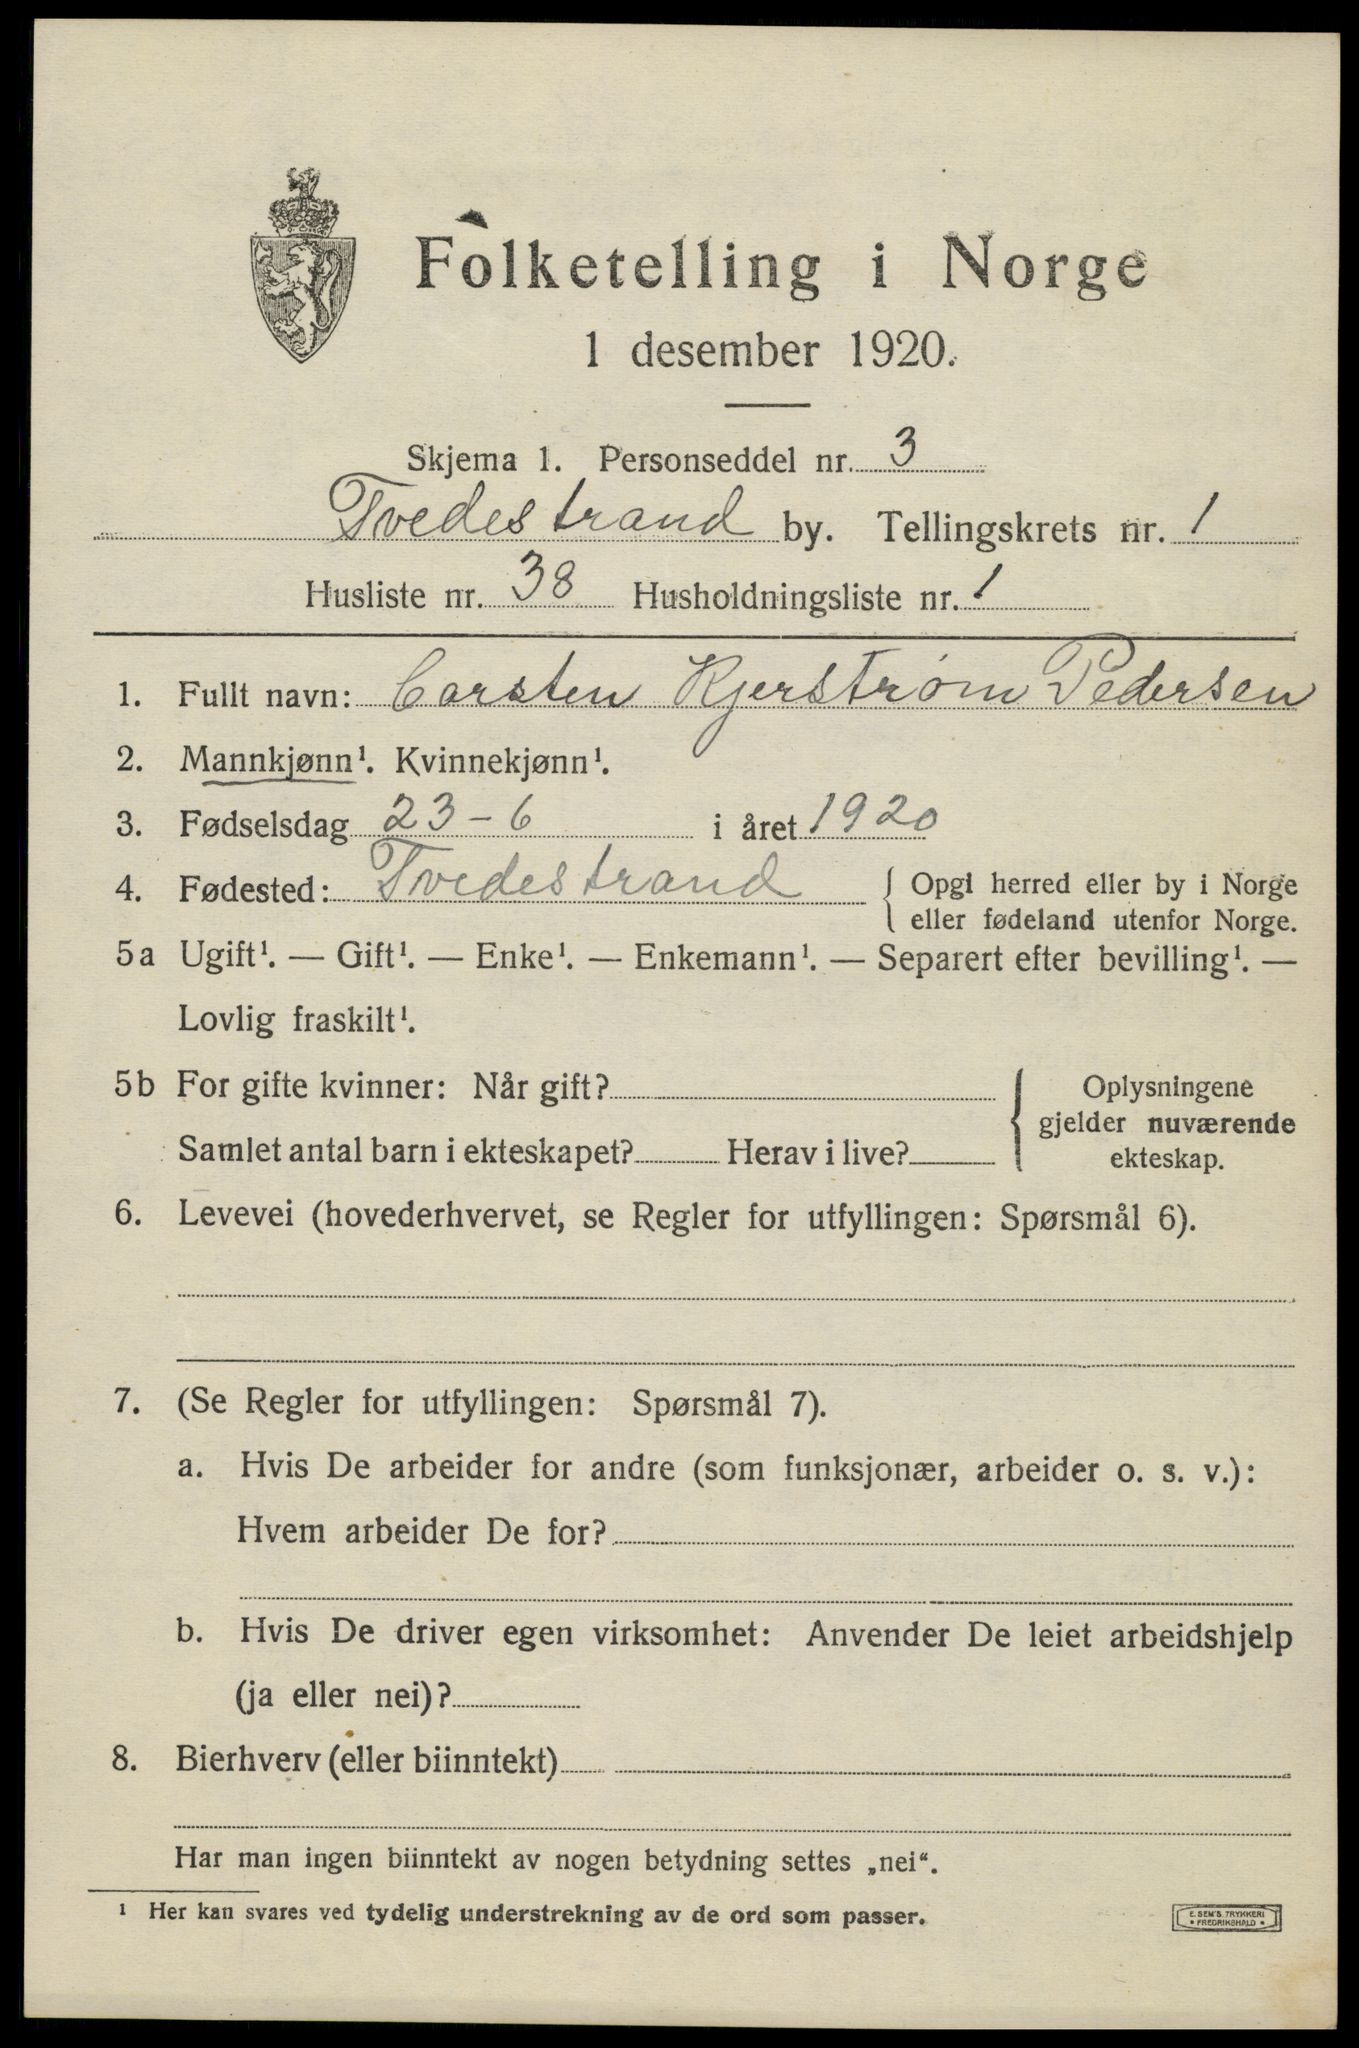 Folketelling i Norge
1 desember 1920.
Skjema 1. Personseddel nr. 3
Tvedestrand by. Tellingskrets nr. 1
Husliste nr. 38 Husholdningsliste nr. 1
1. Fullt navn: Carsten Kjerstrøm Pedersen
2. Mannkjønn¹. Kvinnekjønn¹.
3. Fødselsdag 23-6 i året 1920
4. Fødested: Tvedestrand { Opgi herred eller by i Norge
eller fødeland utenfor Norge.
5a Ugift¹. — Gift¹. — Enke¹. — Enkemann¹. — Separert efter bevilling¹. —
Lovlig fraskilt¹.
5b For gifte kvinner: Når gift?
Samlet antal barn i ekteskapet? Herav i live?
{ Oplysningene
gjelder nuværende
ekteskap.
6. Levevei (hovederhvervet, se Regler for utfyllingen: Spørsmål 6).
7. (Se Regler for utfyllingen: Spørsmål 7).
a. Hvis De arbeider for andre (som funksjonær, arbeider o. s. v.):
Hvem arbeider De for?
b. Hvis De driver egen virksomhet: Anvender De leiet arbeidshjelp
(ja eller nei)?
8. Bierhverv (eller biinntekt)
Har man ingen biinntekt av nogen betydning settes „nei“.
¹ Her kan svares ved tydelig understrekning av de ord som passer.
E. SEM'S TRYKKERI
• FREDRIKSHALD •